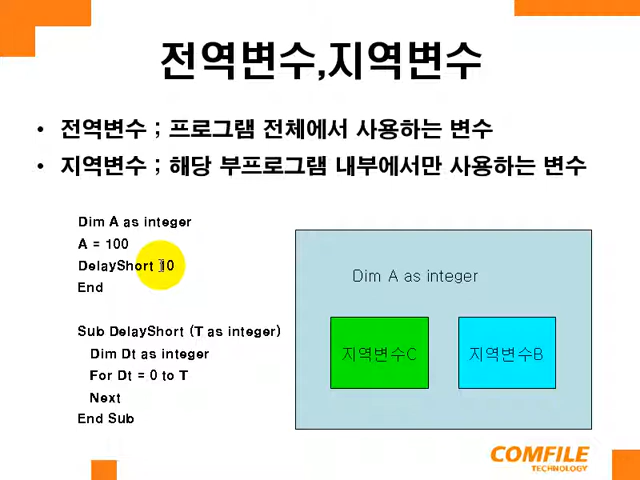 전역변수,지역변수
• 전역변수 ; 프로그램 전체에서 사용하는 변수
• 지역변수 ; 해당 부프로그램 내부에서만 사용하는 변수
Dim A as integer
A = 100
DelayShort 10
End
Sub DelayShort (T as integer)
Dim Dt as integer
For Dt = 0 to T
Next
End Sub
Dim A as integer
지역변수C
지역변수B
COMFILE
TECHNOLOGY